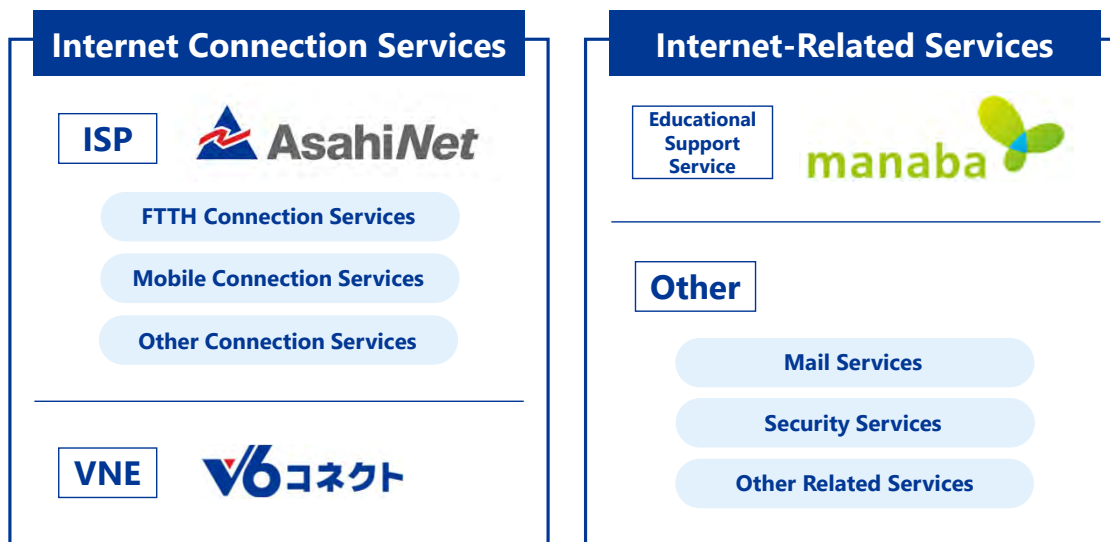 Internet Connection Services
ISP
AsahiNet
FTTH Connection Services
Mobile Connection Services
Other Connection Services
VNE
V6コネクト
Internet-Related Services
Educational
Support
Service
manaba
Other
Mail Services
Security Services
Other Related Services